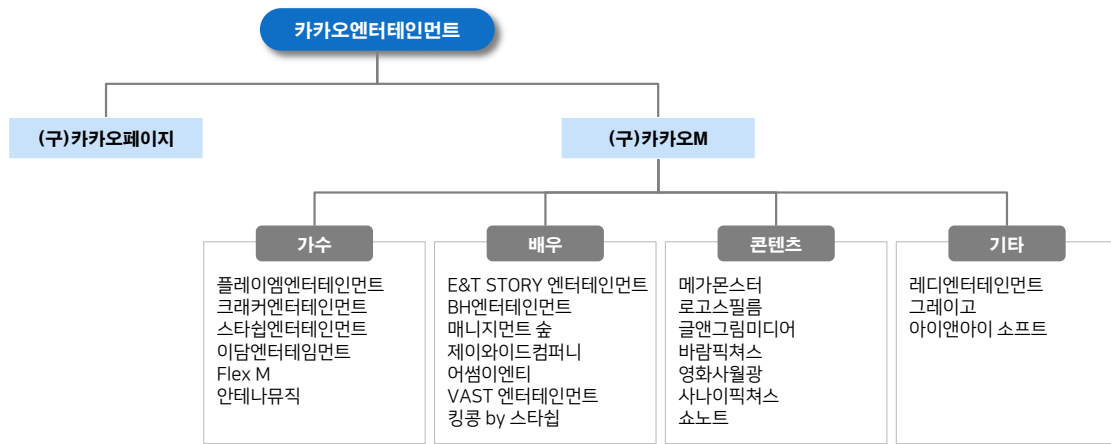 카카오엔터테인먼트
(구)카카오페이지
(구)카카오M
가수
플레이엠엔터테인먼트
크래커엔터테인먼트
스타쉽엔터테인먼트
이담엔터테임먼트
Flex M
안테나뮤직
배우
E&T STORY 엔터테인먼트
BH엔터테인먼트
매니지먼트 숲
제이와이드컴퍼니
어썸이엔티
VAST 엔터테인먼트
킹콩 by 스타쉽
콘텐츠
메가몬스터
로고스필름
글앤그림미디어
바람픽쳐스
영화사월광
사나이픽쳐스
쇼노트
기타
레디엔터테인먼트
그레이고
아이앤아이 소프트